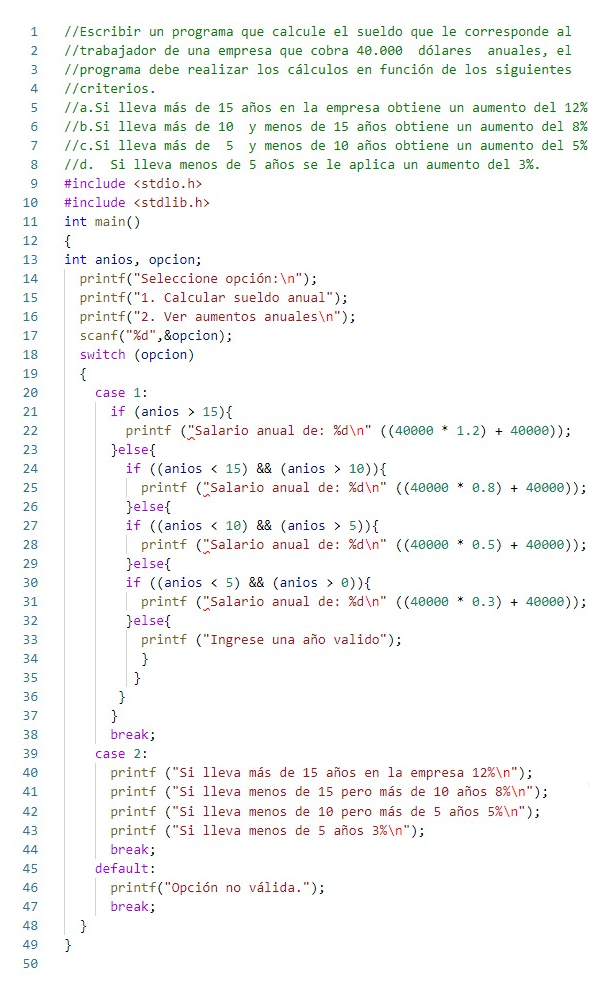 1 //Escribir un programa que calcule el sueldo que le corresponde al
2 //trabajador de una empresa que cobra 40.000  dólares  anuales, el
3 //programa debe realizar los cálculos en función de los siguientes
4 //criterios.
5 //a.Si lleva más de 15 años en la empresa obtiene un aumento del 12%
6 //b.Si lleva más de 10  y menos de 15 años obtiene un aumento del 8%
7 //c.Si lleva más de  5  y menos de 10 años obtiene un aumento del 5%
8 //d.  Si lleva menos de 5 años se le aplica un aumento del 3%.
9 #include <stdio.h>
10 #include <stdlib.h>
11 int main()
12 {
13 int anios, opcion;
14   printf("Seleccione opción:\n");
15   printf("1. Calcular sueldo anual");
16   printf("2. Ver aumentos anuales\n");
17   scanf("%d",&opcion);
18   switch (opcion)
19   {
20     case 1:
21       if (anios > 15){
22         printf ("Salario anual de: %d\n" ((40000 * 1.2) + 40000));
23       }else{
24         if ((anios < 15) && (anios > 10)){
25           printf ("Salario anual de: %d\n" ((40000 * 0.8) + 40000));
26         }else{
27         if ((anios < 10) && (anios > 5)){
28           printf ("Salario anual de: %d\n" ((40000 * 0.5) + 40000));
29         }else{
30         if ((anios < 5) && (anios > 0)){
31           printf ("Salario anual de: %d\n" ((40000 * 0.3) + 40000));
32         }else{
33           printf ("Ingrese una año valido");
34           }
35          }
36        }
37       }
38       break;
39     case 2:
40       printf ("Si lleva más de 15 años en la empresa 12%\n");
41       printf ("Si lleva menos de 15 pero más de 10 años 8%\n");
42       printf ("Si lleva menos de 10 pero más de 5 años 5%\n");
43       printf ("Si lleva menos de 5 años 3%\n");
44       break;
45     default:
46       printf("Opción no válida.");
47       break;
48   }
49 }
50